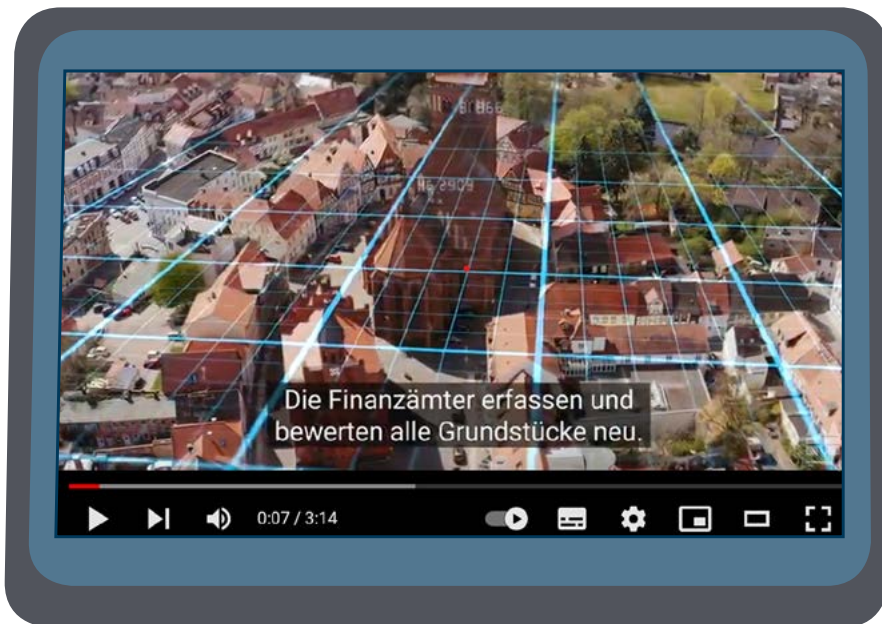 Die Finanzämter erfassen und
bewerten alle Grundstücke neu.
0:07 / 3:14